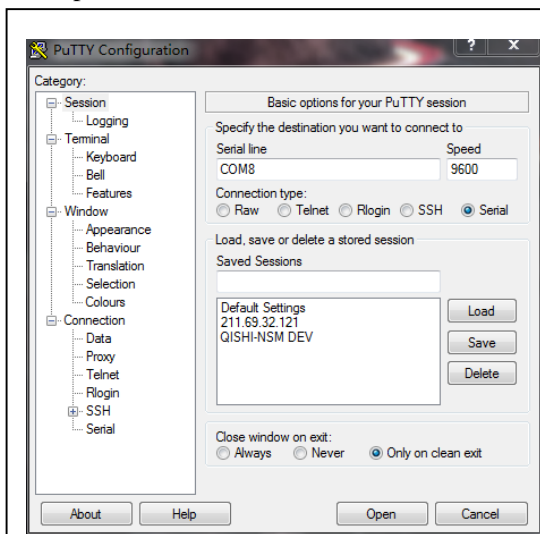 PuTTY Configuration
? X
Category:
Session
Logging
Terminal
Keyboard
Bell
Features
Window
Appearance
Behaviour
Translation
Selection
Colours
Connection
Data
Proxy
Telnet
Rlogin
SSH
Serial
Basic options for your PuTTY session
Specify the destination you want to connect to
Serial line Speed
COM8 9600
Connection type:
Raw Telnet Rlogin SSH Serial
Load, save or delete a stored session
Saved Sessions
Default Settings
211.69.32.121
QISHI-NSM DEV
Load
Save
Delete
Close window on exit:
Always Never Only on clean exit
About Help Open Cancel